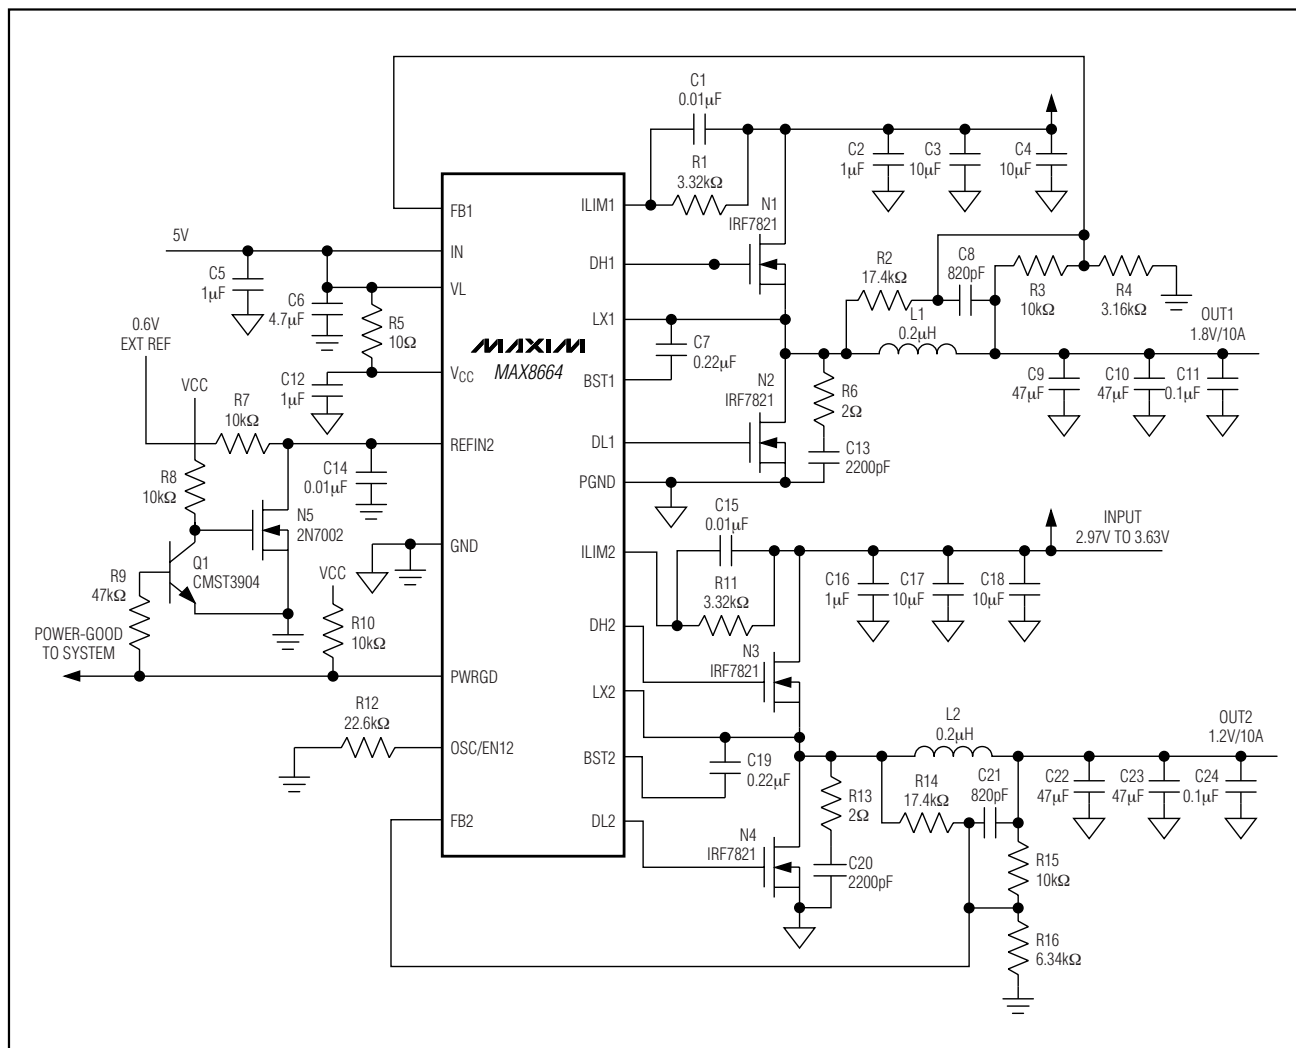 C1
0.01µF
R1
3.32kΩ
C2
1µF
C3
10µF
C4
10µF
FB1
ILIM1
N1
IRF7821
5V
IN
DH1
C5
1µF
VL
C6
4.7µF
R5
10Ω
R2
17.4kΩ
C8
820pF
R3
10kΩ
R4
3.16kΩ
L1
0.2µH
OUT1
1.8V/10A
0.6V
EXT REF
LX1
C7
0.22µF
MAXIM
MAX8664
BST1
VCC
C12
1µF
VCC
N2
IRF7821
R6
2Ω
C9
47µF
C10
47µF
C11
0.1µF
R7
10kΩ
REFIN2
DL1
C13
2200pF
R8
10kΩ
C14
0.01µF
N5
2N7002
PGND
C15
0.01µF
INPUT
2.97V TO 3.63V
GND
ILIM2
Q1
CMST3904
R9
47kΩ
VCC
R10
10kΩ
R11
3.32kΩ
C16
1µF
C17
10µF
C18
10µF
POWER-GOOD
TO SYSTEM
DH2
N3
IRF7821
PWRGD
LX2
R12
22.6kΩ
OSC/EN12
BST2
C19
0.22µF
L2
0.2µH
OUT2
1.2V/10A
R13
2Ω
R14
17.4kΩ
C21
820pF
C22
47µF
C23
47µF
C24
0.1µF
FB2
DL2
N4
IRF7821
C20
2200pF
R15
10kΩ
R16
6.34kΩ